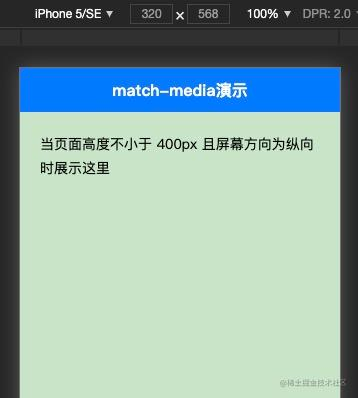 iPhone 5/SE ▼ 320 × 568 100% ▼ DPR: 2.0
match-media演示
当页面高度不小于 400px 且屏幕方向为纵向
时展示这里
@稀土掘金技术社区